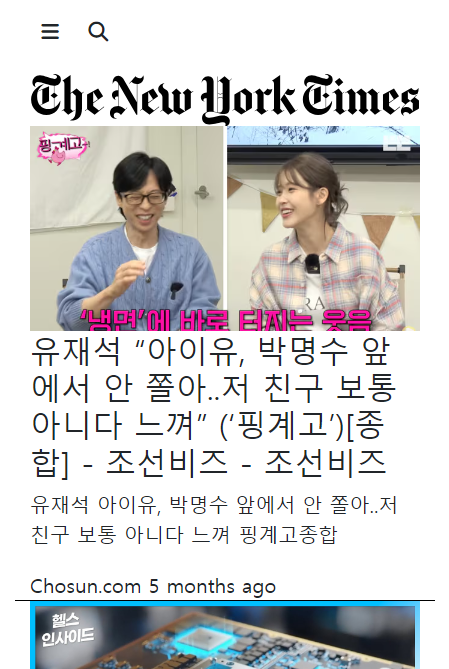 The New York Times
핑계고
RA
'냉면'에 바로 터지는 웃음
유재석 “아이유, 박명수 앞
에서 안 쫄아..저 친구 보통
아니다 느껴” (‘핑계고’)[종
합] - 조선비즈 - 조선비즈
유재석 아이유, 박명수 앞에서 안 쫄아..저
친구 보통 아니다 느껴 핑계고종합
Chosun.com 5 months ago
헬스
인사이드